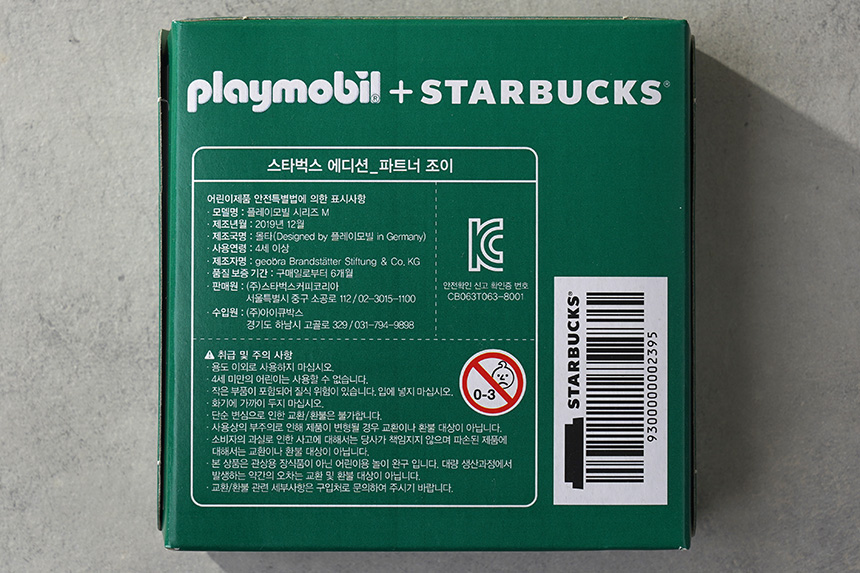 playmobil® + STARBUCKS®
스타벅스 에디션_파트너 조이
어린이제품 안전특별법에 의한 표시사항
· 모델명 : 플레이모빌 시리즈 M
· 제조년월 : 2019년 12월
· 제조국명 : 몰타(Designed by 플레이모빌 in Germany)
· 사용연령 : 4세 이상
· 제조자명 : geobra Brandstätter Stiftung & Co. KG
· 품질 보증 기간 : 구매일로부터 6개월
· 판매원 : (주)스타벅스커피코리아
서울특별시 중구 소공로 112 / 02-3015-1100
· 수입원 : (주)아이큐박스
경기도 하남시 고골로 329 / 031-794-9898
안전확인 신고 확인증 번호
CB063T063-8001
취급 및 주의 사항
· 용도 이외로 사용하지 마십시오.
· 4세 미만의 어린이는 사용할 수 없습니다.
· 작은 부품이 포함되어 질식 위험이 있습니다. 입에 넣지 마십시오.
· 화기에 가까이 두지 마십시오.
· 단순 변심으로 인한 교환/환불은 불가합니다.
· 사용상의 부주의로 인해 제품이 변형될 경우 교환이나 환불 대상이 아닙니다.
· 소비자의 과실로 인한 사고에 대해서는 당사가 책임지지 않으며 파손된 제품에
대해서는 교환이나 환불 대상이 아닙니다.
· 본 상품은 관상용 장식품이 아닌 어린이용 놀이 완구 입니다. 대량 생산과정에서
발생하는 약간의 오차는 교환 및 환불 대상이 아닙니다.
· 교환/환불 관련 세부사항은 구입처로 문의하여 주시기 바랍니다.
0-3
STARBUCKS®
9300000002395